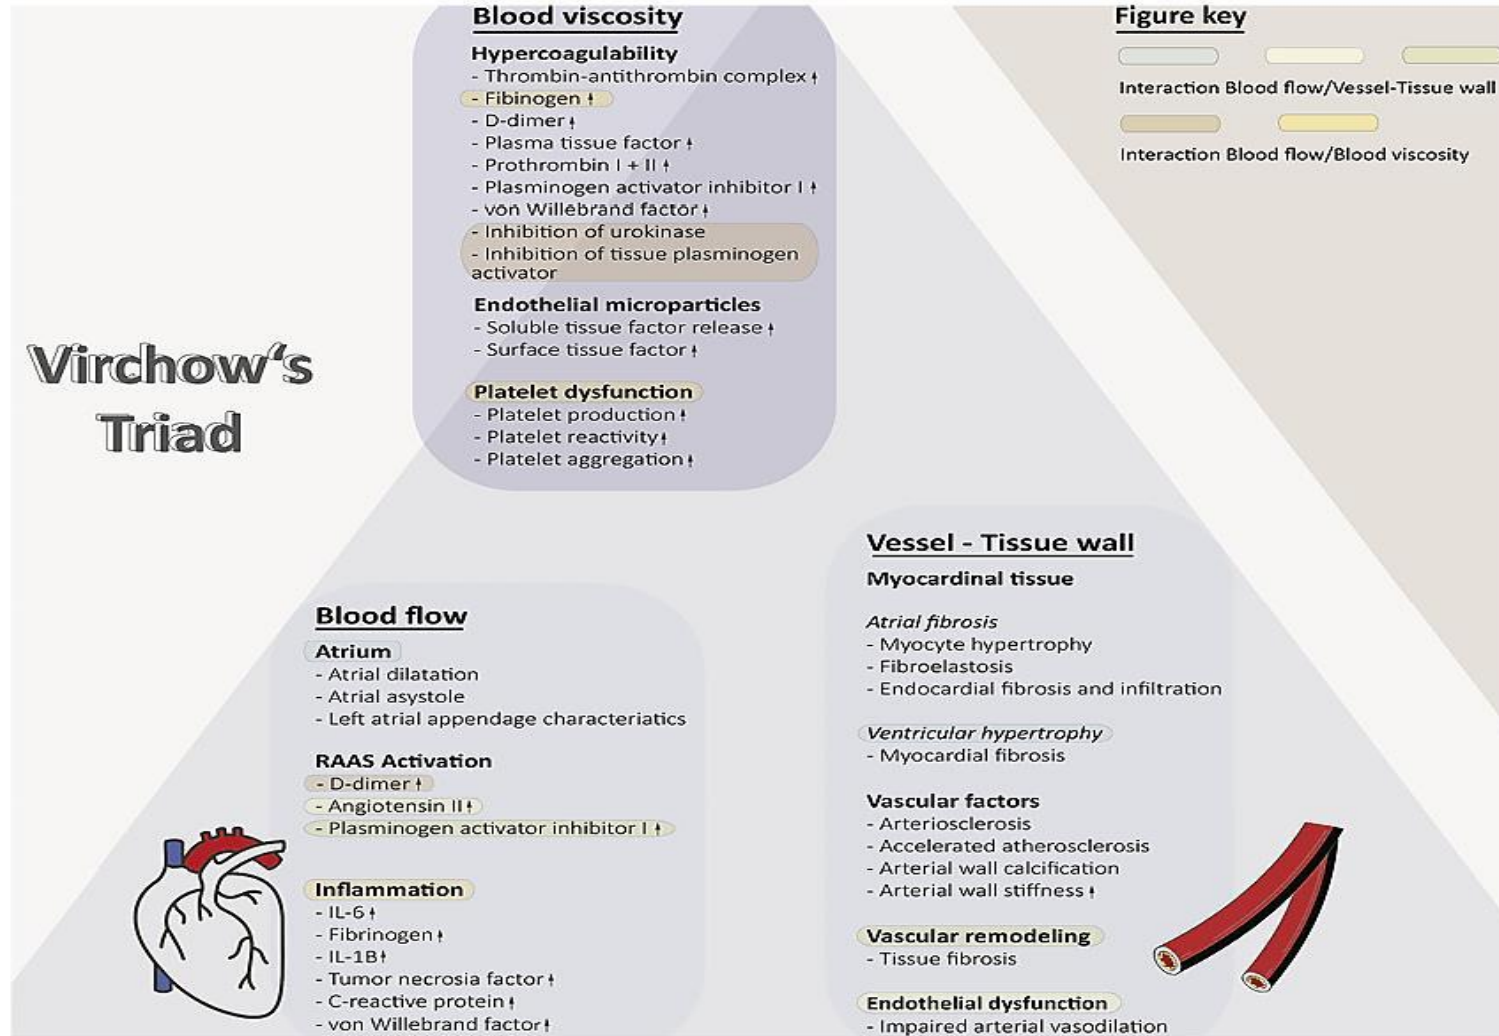 Blood viscosity
Hypercoagulability
- Thrombin-antithrombin complex ↑
- Fibinogen ↑
- D-dimer ↑
- Plasma tissue factor ↑
- Prothrombin I + II ↑
- Plasminogen activator inhibitor I ↑
- von Willebrand factor ↑
- Inhibition of urokinase
- Inhibition of tissue plasminogen
activator
Endothelial microparticles
- Soluble tissue factor release ↑
- Surface tissue factor ↑
Platelet dysfunction
- Platelet production ↑
- Platelet reactivity ↑
- Platelet aggregation ↑
Figure key
Interaction Blood flow/Vessel-Tissue wall
Interaction Blood flow/Blood viscosity
Virchow‘s
Triad
Blood flow
Atrium
- Atrial dilatation
- Atrial asystole
- Left atrial appendage characteriatics
RAAS Activation
- D-dimer ↑
- Angiotensin II ↑
- Plasminogen activator inhibitor I ↑
Inflammation
- IL-6 ↑
- Fibrinogen ↑
- IL-1B ↑
- Tumor necrosia factor ↑
- C-reactive protein ↑
- von Willebrand factor ↑
Vessel - Tissue wall
Myocardinal tissue
Atrial fibrosis
- Myocyte hypertrophy
- Fibroelastosis
- Endocardial fibrosis and infiltration
Ventricular hypertrophy
- Myocardial fibrosis
Vascular factors
- Arteriosclerosis
- Accelerated atherosclerosis
- Arterial wall calcification
- Arterial wall stiffness ↑
Vascular remodeling
- Tissue fibrosis
Endothelial dysfunction
- Impaired arterial vasodilation